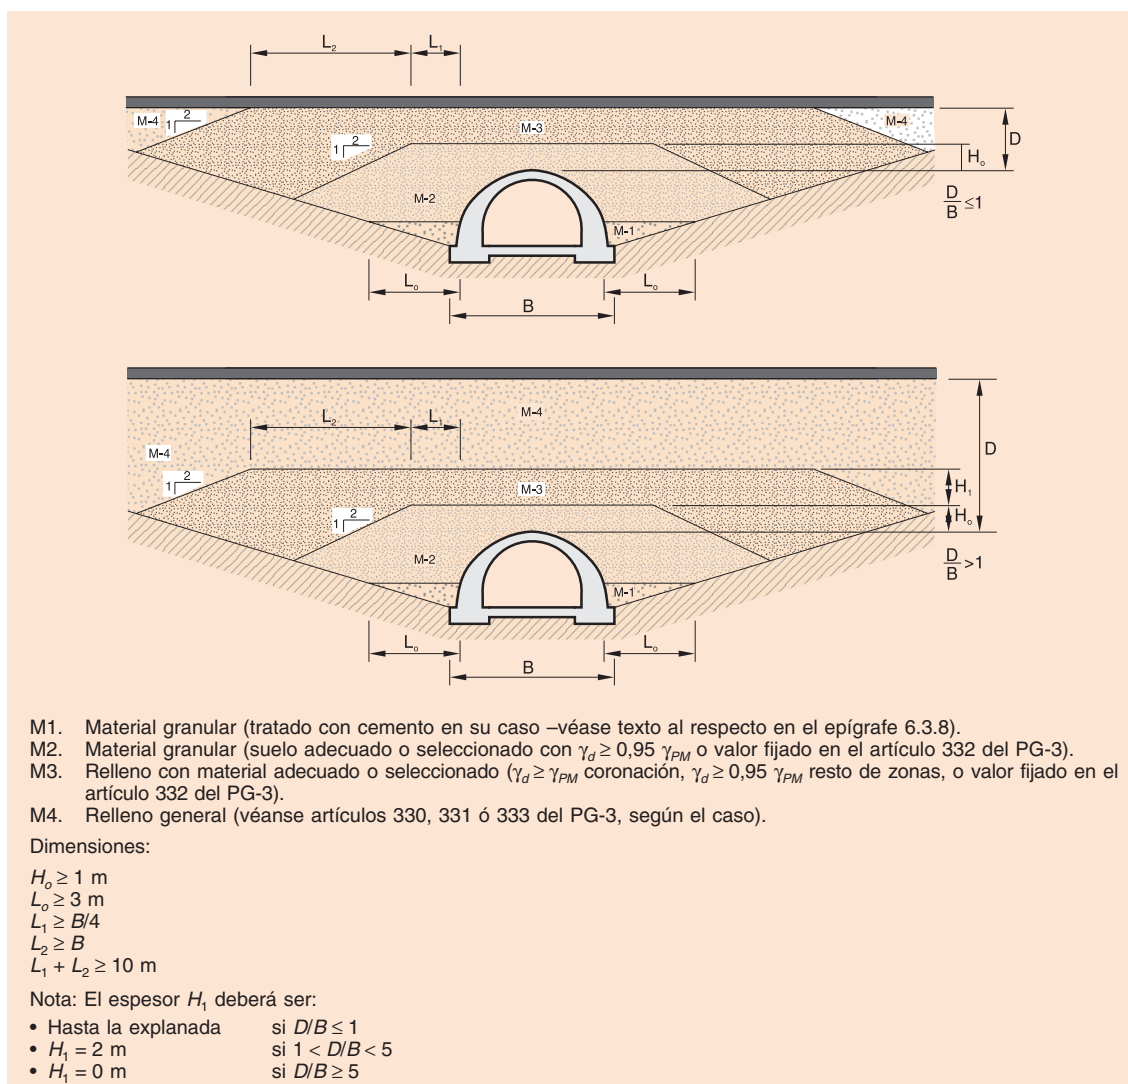 L₂ L₁
M-4 1 2 M-3 M-4 D
1 2 Hₒ
M-2 D/B ≤1
M-1
Lₒ Lₒ
B
L₂ L₁ M-4
M-4 D
1 2 M-3 H₁
1 2 Hₒ
M-2 D/B >1
M-1
Lₒ Lₒ
B
M1. Material granular (tratado con cemento en su caso –véase texto al respecto en el epígrafe 6.3.8).
M2. Material granular (suelo adecuado o seleccionado con γd ≥ 0,95 γPM o valor fijado en el artículo 332 del PG-3).
M3. Relleno con material adecuado o seleccionado (γd ≥ γPM coronación, γd ≥ 0,95 γPM resto de zonas, o valor fijado en el
artículo 332 del PG-3).
M4. Relleno general (véanse artículos 330, 331 ó 333 del PG-3, según el caso).
Dimensiones:
Hₒ ≥ 1 m
Lₒ ≥ 3 m
L₁ ≥ B/4
L₂ ≥ B
L₁ + L₂ ≥ 10 m
Nota: El espesor H₁ deberá ser:
• Hasta la explanada si D/B ≤ 1
• H₁ = 2 m si 1 < D/B < 5
• H₁ = 0 m si D/B ≥ 5